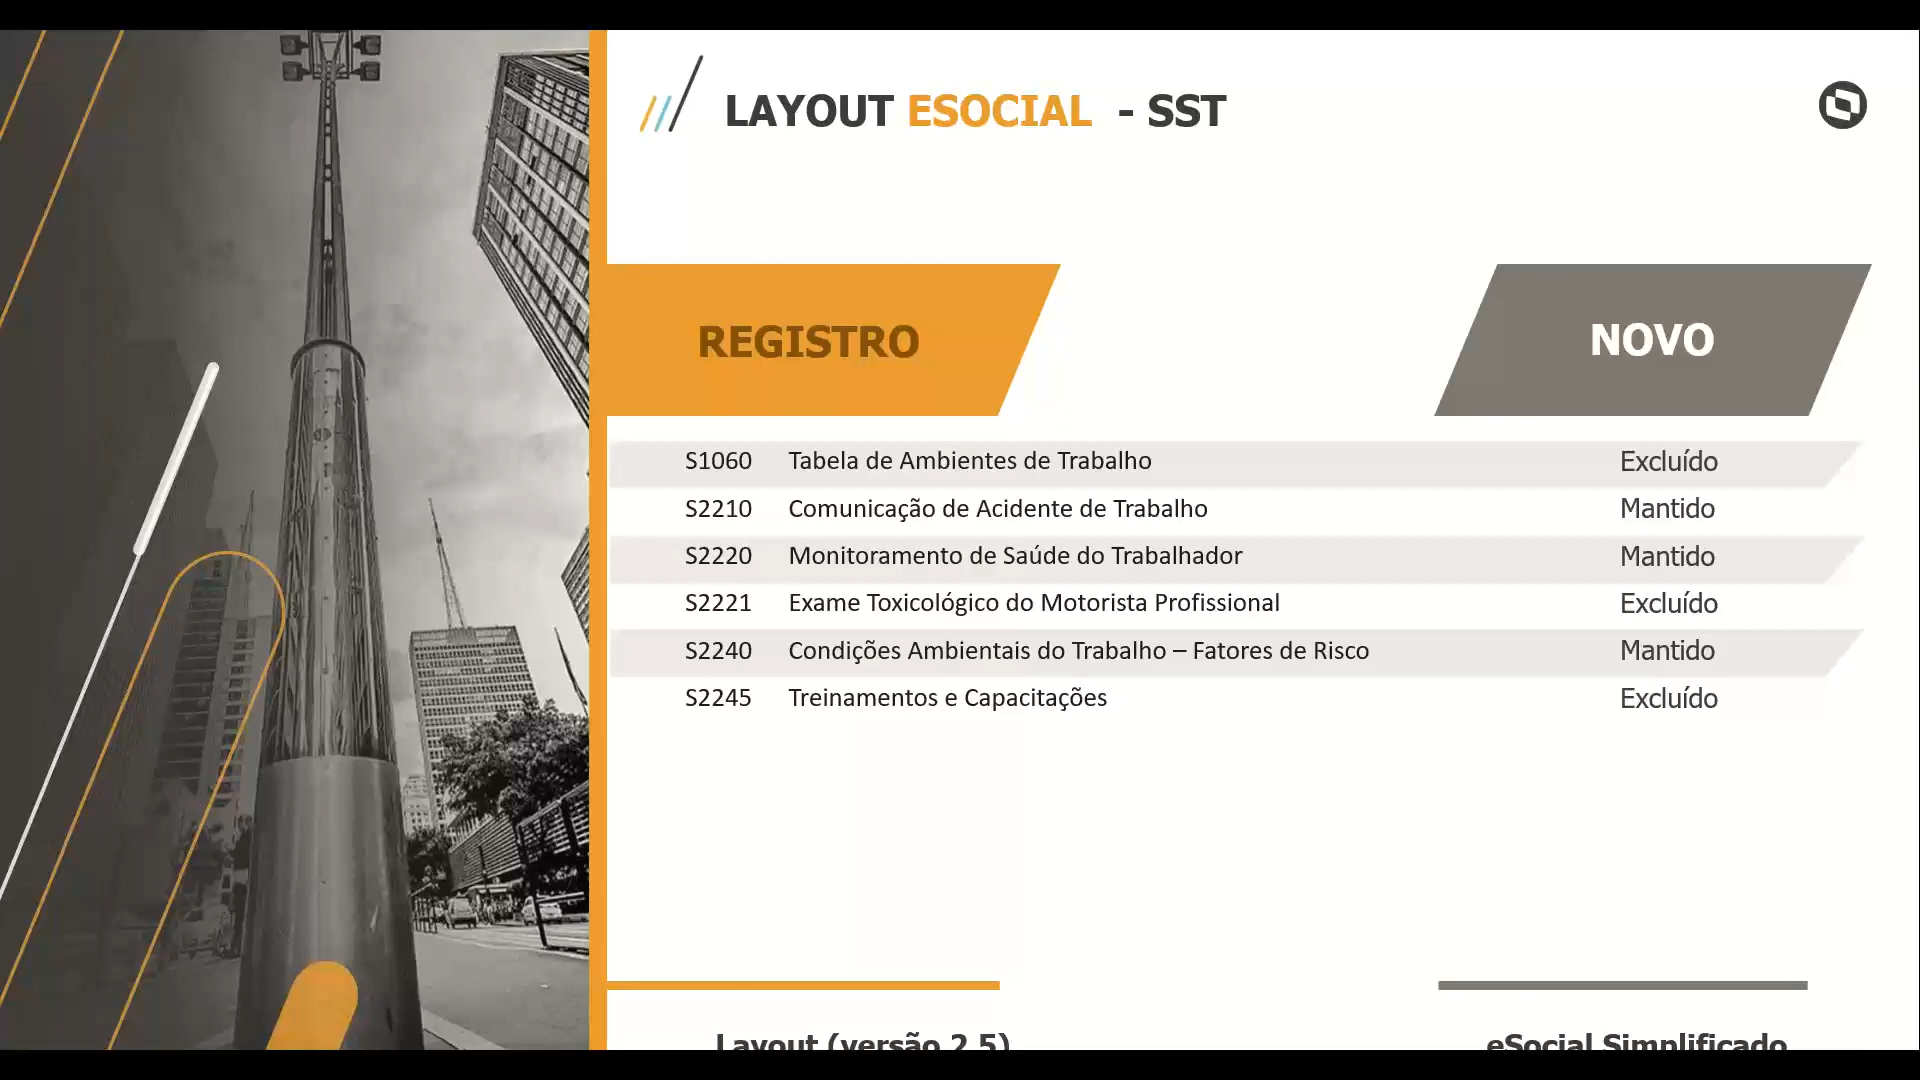 LAYOUT ESOCIAL - SST
REGISTRO
NOVO
S1060 Tabela de Ambientes de Trabalho Excluído
S2210 Comunicação de Acidente de Trabalho Mantido
S2220 Monitoramento de Saúde do Trabalhador Mantido
S2221 Exame Toxicológico do Motorista Profissional Excluído
S2240 Condições Ambientais do Trabalho – Fatores de Risco Mantido
S2245 Treinamentos e Capacitações Excluído
Layout (versão 2.5)
eSocial Simplificado